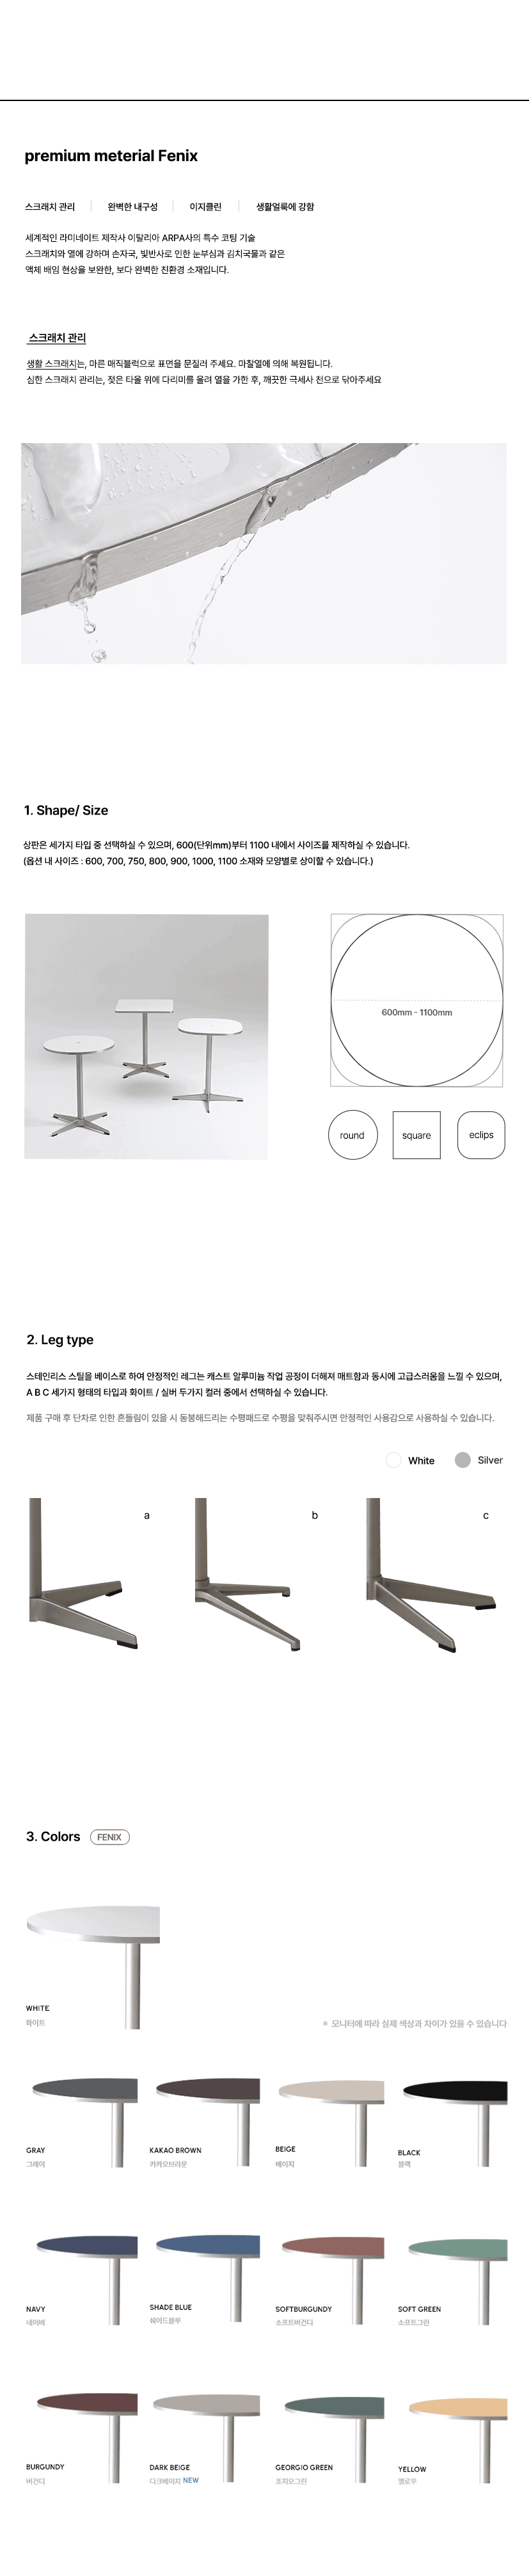 premium meterial Fenix
스크래치 관리 | 완벽한 내구성 | 이지클린 | 생활얼룩에 강함
세계적인 라미네이트 제작사 이탈리아 ARPA사의 특수 코팅 기술
스크래치와 열에 강하며 손자국, 빛반사로 인한 눈부심과 김치국물과 같은
액체 배임 현상을 보완한, 보다 완벽한 친환경 소재입니다.
스크래치 관리
생활 스크래치는, 마른 매직블럭으로 표면을 문질러 주세요. 마찰열에 의해 복원됩니다.
심한 스크래치 관리는, 젖은 타올 위에 다리미를 올려 열을 가한 후, 깨끗한 극세사 천으로 닦아주세요
1. Shape/ Size
상판은 세가지 타입 중 선택하실 수 있으며, 600(단위mm)부터 1100 내에서 사이즈를 제작하실 수 있습니다.
(옵션 내 사이즈 : 600, 700, 750, 800, 900, 1000, 1100 소재와 모양별로 상이할 수 있습니다.)
600mm - 1100mm
round
square
eclips
2. Leg type
스테인리스 스틸을 베이스로 하여 안정적인 레그는 캐스트 알루미늄 작업 공정이 더해져 매트함과 동시에 고급스러움을 느낄 수 있으며,
A B C 세가지 형태의 타입과 화이트 / 실버 두가지 컬러 중에서 선택하실 수 있습니다.
제품 구매 후 단차로 인한 흔들림이 있을 시 동봉해드리는 수평패드로 수평을 맞춰주시면 안정적인 사용감으로 사용하실 수 있습니다.
White
Silver
a
b
c
3. Colors FENIX
WHITE
화이트
※ 모니터에 따라 실제 색상과 차이가 있을 수 있습니다
GRAY
그레이
KAKAO BROWN
카카오브라운
BEIGE
베이지
BLACK
블랙
NAVY
네이비
SHADE BLUE
쉐이드블루
SOFTBURGUNDY
소프트버건디
SOFT GREEN
소프트그린
BURGUNDY
버건디
DARK BEIGE
다크베이지 NEW
GEORGIO GREEN
조지오그린
YELLOW
옐로우